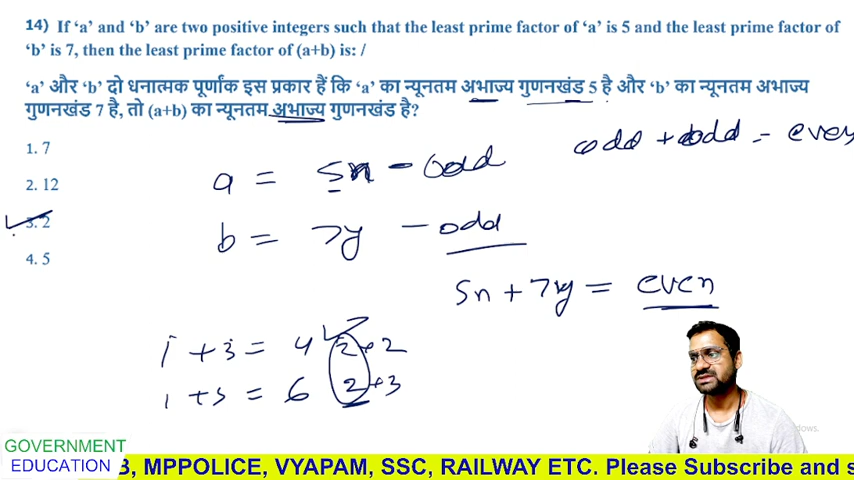 14) If 'a' and 'b' are two positive integers such that the least prime factor of 'a' is 5 and the least prime factor of
'b' is 7, then the least prime factor of (a+b) is: /
'a' और 'b' दो धनात्मक पूर्णांक इस प्रकार हैं कि 'a' का न्यूनतम अभाज्य गुणनखंड 5 है और 'b' का न्यूनतम अभाज्य
गुणनखंड 7 है, तो (a+b) का न्यूनतम अभाज्य गुणनखंड है?
odd + odd = even
1. 7
a = 5n - odd
2. 12
3. 2
b = 7y - odd
4. 5
5n + 7y = even
1 + 3 = 4 2+2
1 + 5 = 6 2+3
GOVERNMENT
EDUCATION
B, MPPOLICE, VYAPAM, SSC, RAILWAY ETC. Please Subscribe and s